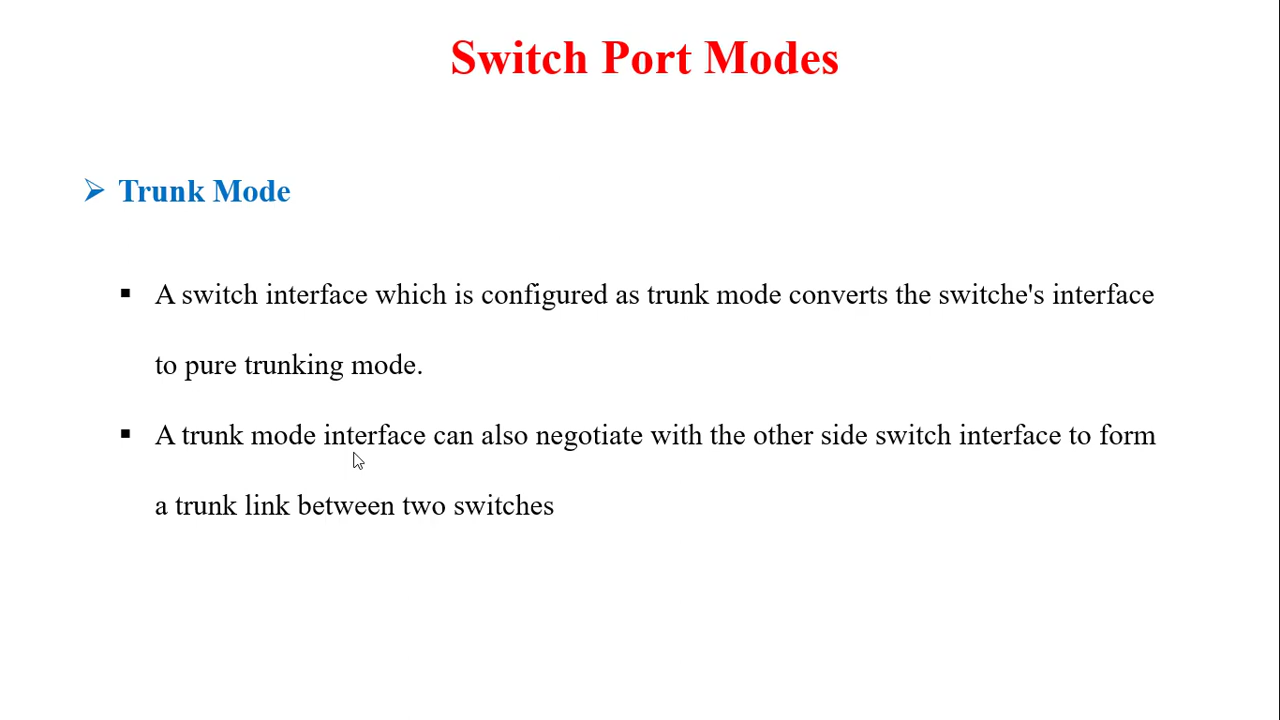 Switch Port Modes
Trunk Mode
A switch interface which is configured as trunk mode converts the switche's interface
to pure trunking mode.
A trunk mode interface can also negotiate with the other side switch interface to form
a trunk link between two switches